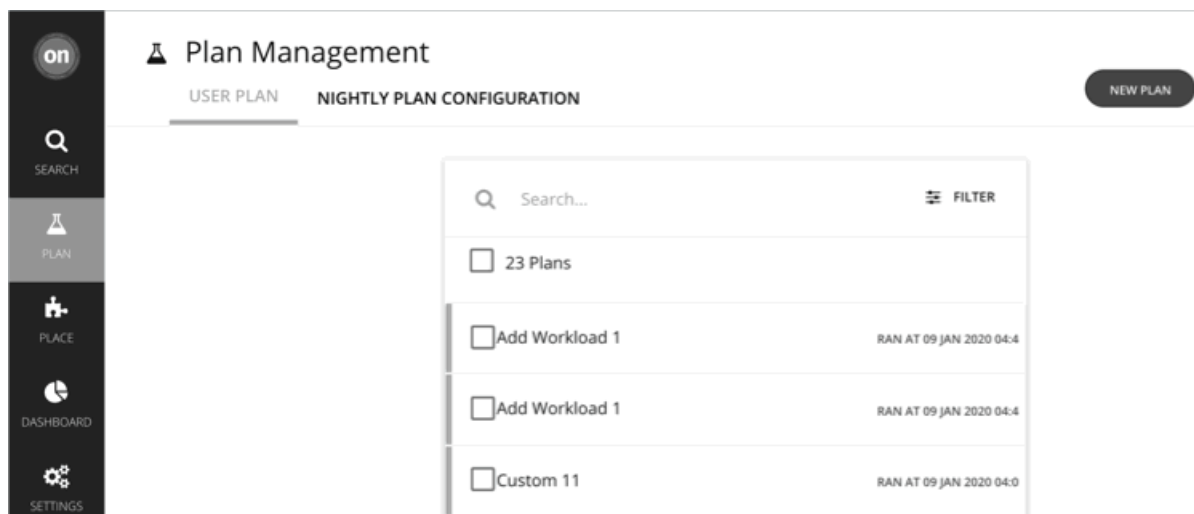 on
SEARCH
PLAN
PLACE
DASHBOARD
SETTINGS
Plan Management
USER PLAN NIGHTLY PLAN CONFIGURATION
NEW PLAN
Search... FILTER
23 Plans
Add Workload 1 RAN AT 09 JAN 2020 04:4
Add Workload 1 RAN AT 09 JAN 2020 04:4
Custom 11 RAN AT 09 JAN 2020 04:0